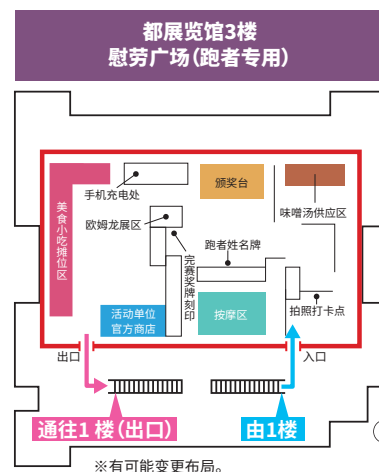 都展览馆3楼
慰劳广场(跑者专用)
美食小吃摊位区
手机充电处
颁奖台
味噌汤供应区
欧姆龙展区
完赛奖牌刻印
跑者姓名牌
活动单位
官方商店
按摩区
拍照打卡点
出口
入口
通往1 楼(出口)
由1楼
※有可能变更布局。